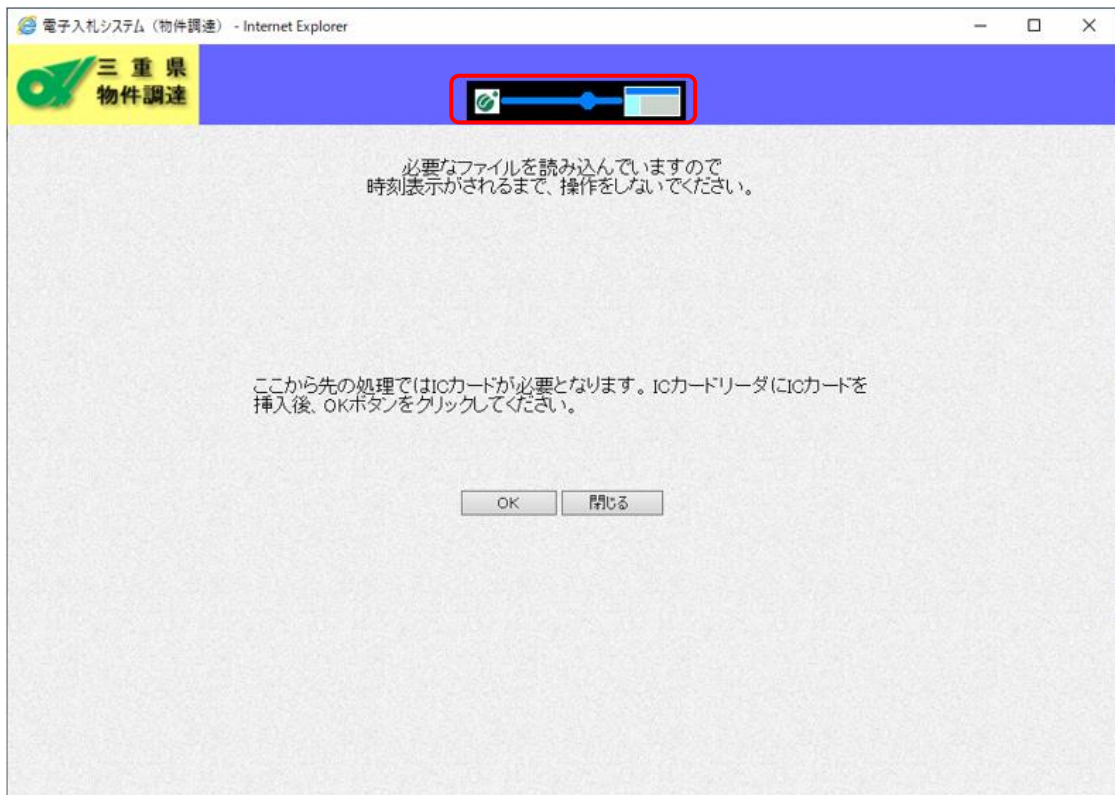 電子入札システム（物件調達） - Internet Explorer
三重県
物件調達
必要なファイルを読み込んでいますので
時刻表示がされるまで、操作をしないでください。
ここから先の処理ではICカードが必要となります。ICカードリーダにICカードを
挿入後、OKボタンをクリックしてください。
OK
閉じる